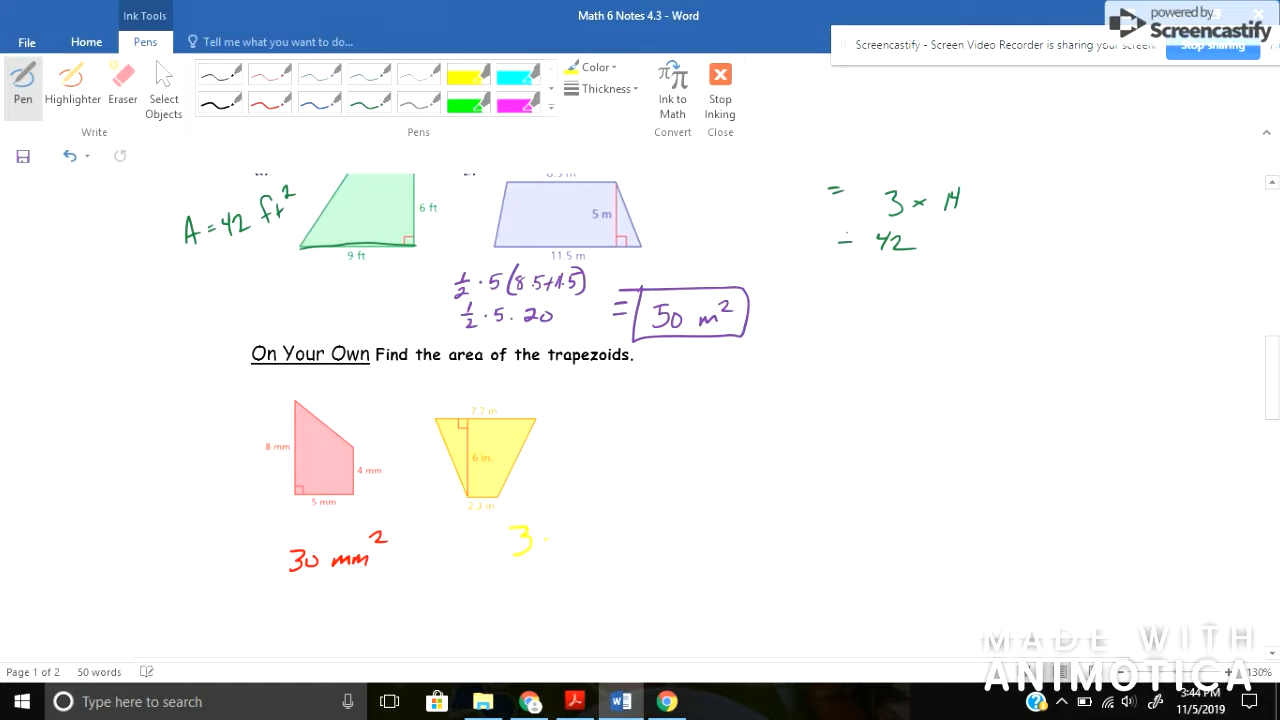 Ink Tools
Math 6 Notes 4.3 - Word
powered by
Screencastify
File
Home
Pens
Tell me what you want to do...
Screencastify - Screen Video Recorder is sharing your screen.
Stop sharing
Pen
Highlighter
Eraser
Select Objects
Color
Thickness
Ink to Math
Stop Inking
Write
Pens
Convert
Close
A = 42 ft²
6 ft
9 ft
5 m
11.5 m
= 3 × 14
= 42
½ · 5 (8.5+11.5)
½ · 5 · 20
= 50 m²
On Your Own Find the area of the trapezoids.
8 mm
4 mm
5 mm
7.7 in
6 in.
2.3 in
30 mm²
3 ·
MADE WITH
ANIMOTICA
Page 1 of 2
50 words
130%
Type here to search
3:44 PM
11/5/2019